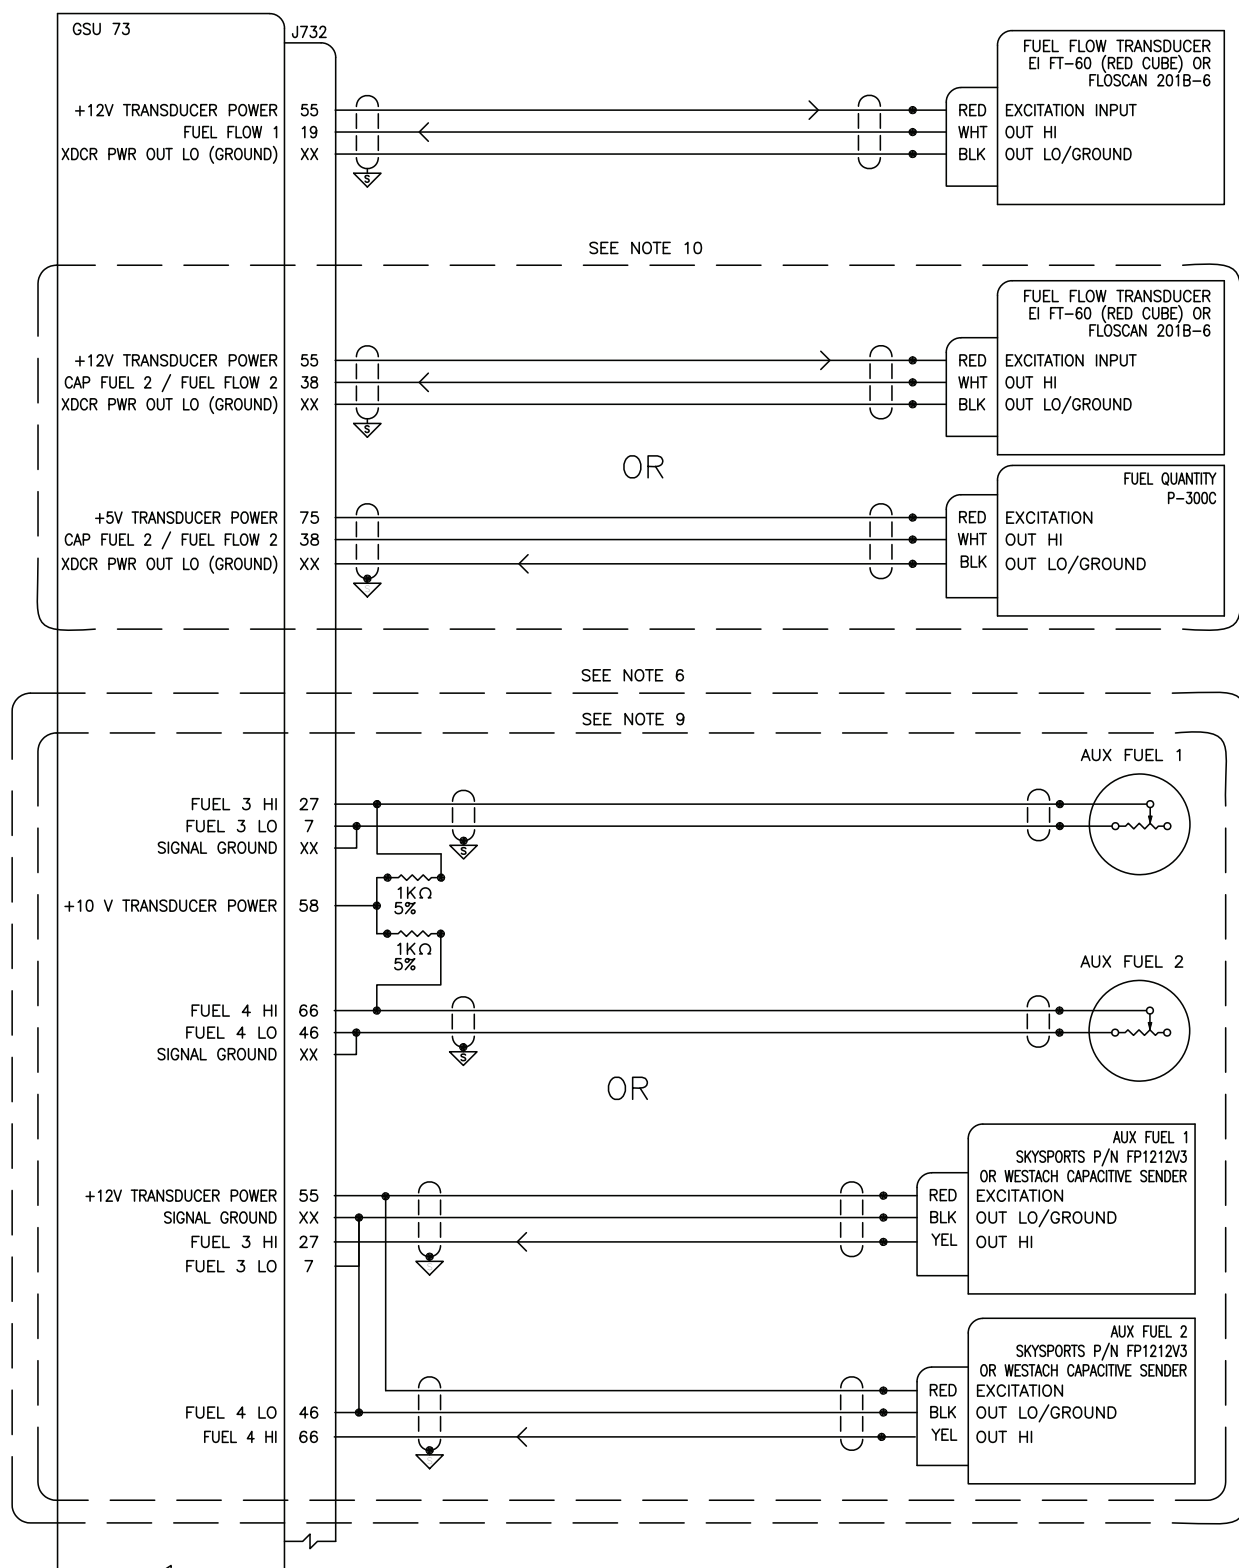 GSU 73
J732
FUEL FLOW TRANSDUCER
EI FT-60 (RED CUBE) OR
FLOSCAN 201B-6
+12V TRANSDUCER POWER 55 RED EXCITATION INPUT
FUEL FLOW 1 19 WHT OUT HI
XDCR PWR OUT LO (GROUND) XX BLK OUT LO/GROUND
S
SEE NOTE 10
FUEL FLOW TRANSDUCER
EI FT-60 (RED CUBE) OR
FLOSCAN 201B-6
+12V TRANSDUCER POWER 55 RED EXCITATION INPUT
CAP FUEL 2 / FUEL FLOW 2 38 WHT OUT HI
XDCR PWR OUT LO (GROUND) XX BLK OUT LO/GROUND
S
OR
FUEL QUANTITY
P-300C
+5V TRANSDUCER POWER 75 RED EXCITATION
CAP FUEL 2 / FUEL FLOW 2 38 WHT OUT HI
XDCR PWR OUT LO (GROUND) XX BLK OUT LO/GROUND
SEE NOTE 6
SEE NOTE 9
AUX FUEL 1
FUEL 3 HI 27
FUEL 3 LO 7
SIGNAL GROUND XX
S
1KΩ
5%
+10 V TRANSDUCER POWER 58
1KΩ
5%
AUX FUEL 2
FUEL 4 HI 66
FUEL 4 LO 46
SIGNAL GROUND XX
S
OR
AUX FUEL 1
SKYSPORTS P/N FP1212V3
OR WESTACH CAPACITIVE SENDER
+12V TRANSDUCER POWER 55 RED EXCITATION
SIGNAL GROUND XX BLK OUT LO/GROUND
FUEL 3 HI 27 YEL OUT HI
FUEL 3 LO 7
AUX FUEL 2
SKYSPORTS P/N FP1212V3
OR WESTACH CAPACITIVE SENDER
RED EXCITATION
FUEL 4 LO 46 BLK OUT LO/GROUND
FUEL 4 HI 66 YEL OUT HI